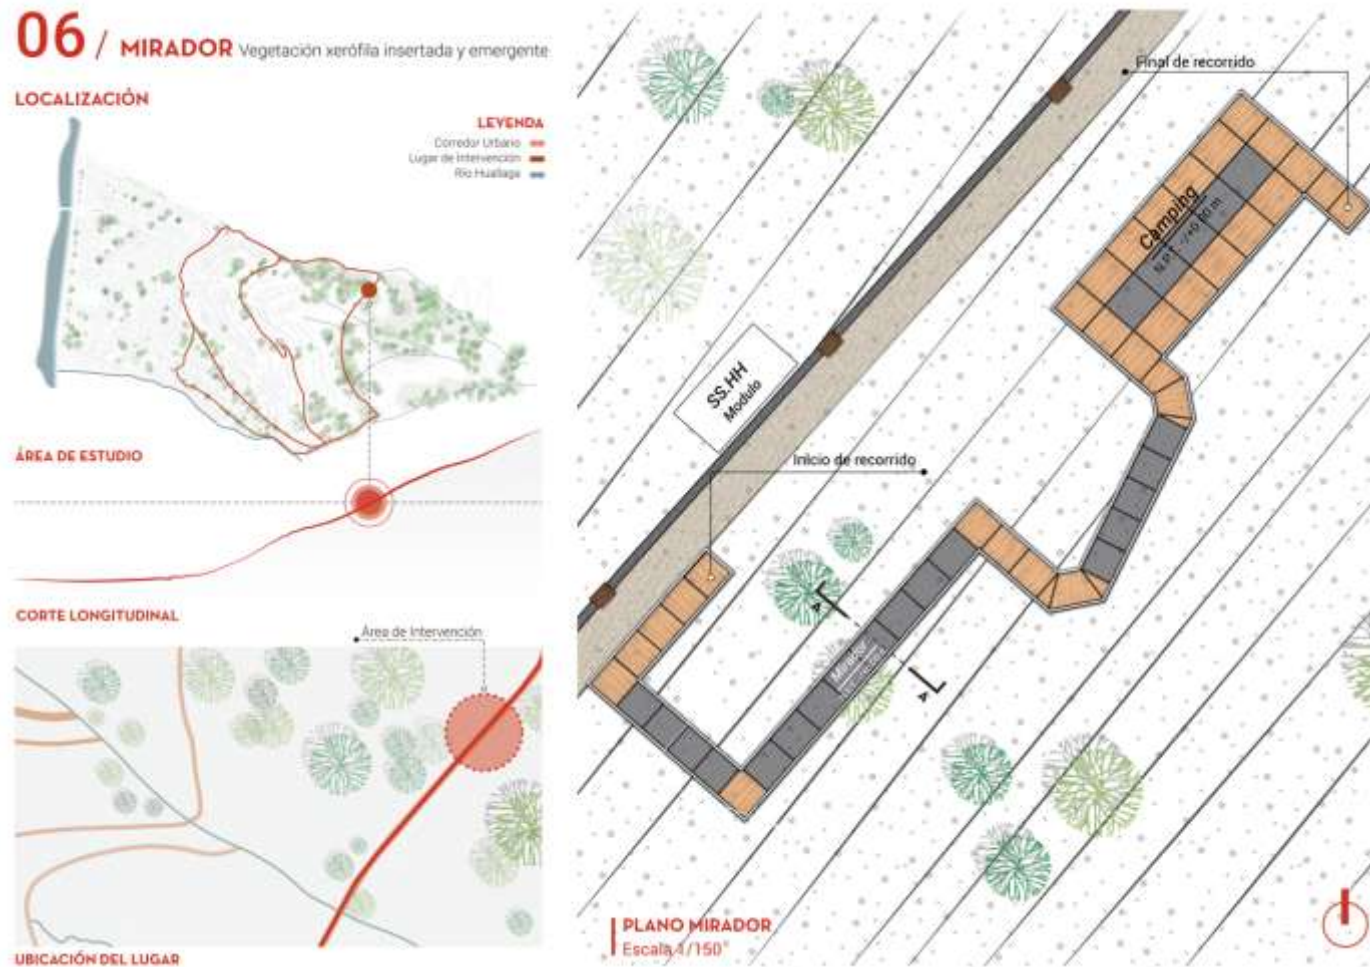 06 / MIRADOR Vegetación xerófila insertada y emergente
LOCALIZACIÓN
LEYENDA
Corredor Urbano
Lugar de Intervención
Río Huallaga
ÁREA DE ESTUDIO
CORTE LONGITUDINAL
Área de Intervención
UBICACIÓN DEL LUGAR
Final de recorrido
Camping
N.P.T. -/+0.00 m
SS.HH
Modulo
Inicio de recorrido
A
Mirador
A
PLANO MIRADOR
Escala 1/150